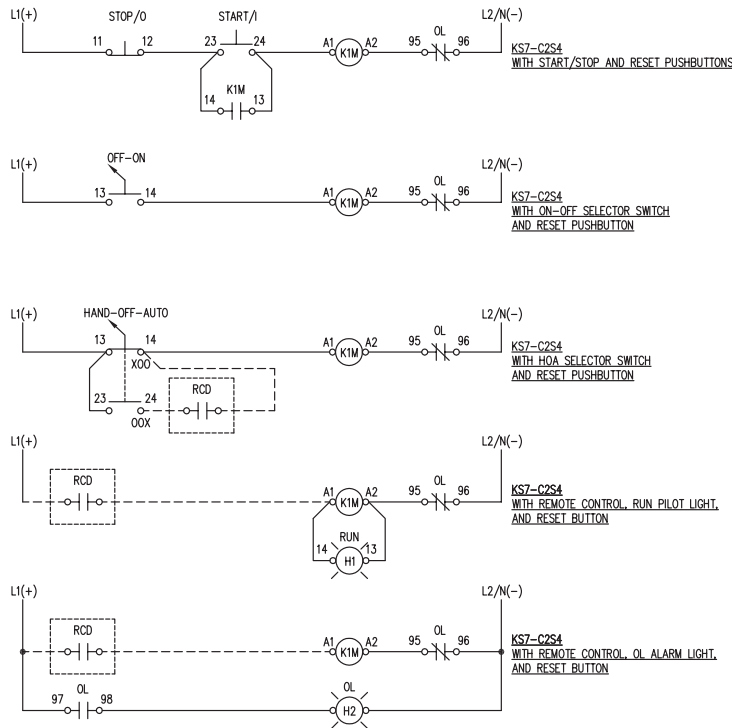 L1(+) STOP/O START/I L2/N(-)
11 12 23 24 A1 K1M A2 95 OL 96
K1M
14 13
KS7-C2S4
WITH START/STOP AND RESET PUSHBUTTONS
L1(+) OFF-ON L2/N(-)
13 14 A1 K1M A2 95 OL 96
KS7-C2S4
WITH ON-OFF SELECTOR SWITCH
AND RESET PUSHBUTTON
L1(+) HAND-OFF-AUTO L2/N(-)
13 14 A1 K1M A2 95 OL 96
XOO
RCD
23 24
OOX
KS7-C2S4
WITH HOA SELECTOR SWITCH
AND RESET PUSHBUTTON
L1(+) L2/N(-)
RCD A1 K1M A2 95 OL 96
RUN
14 H1 13
KS7-C2S4
WITH REMOTE CONTROL, RUN PILOT LIGHT,
AND RESET BUTTON
L1(+) L2/N(-)
RCD A1 K1M A2 95 OL 96
KS7-C2S4
WITH REMOTE CONTROL, OL ALARM LIGHT,
AND RESET BUTTON
97 OL 98 OL
H2